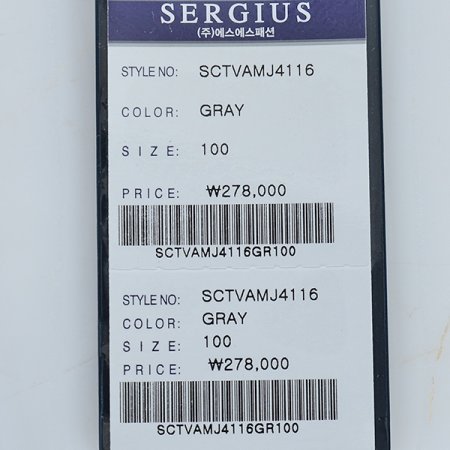 SERGIUS
(주)에스에스패션
STYLE NO: SCTVAMJ4116
COLOR: GRAY
SIZE: 100
PRICE: ₩278,000
SCTVAMJ4116GR100
STYLE NO: SCTVAMJ4116
COLOR: GRAY
SIZE: 100
PRICE: ₩278,000
SCTVAMJ4116GR100